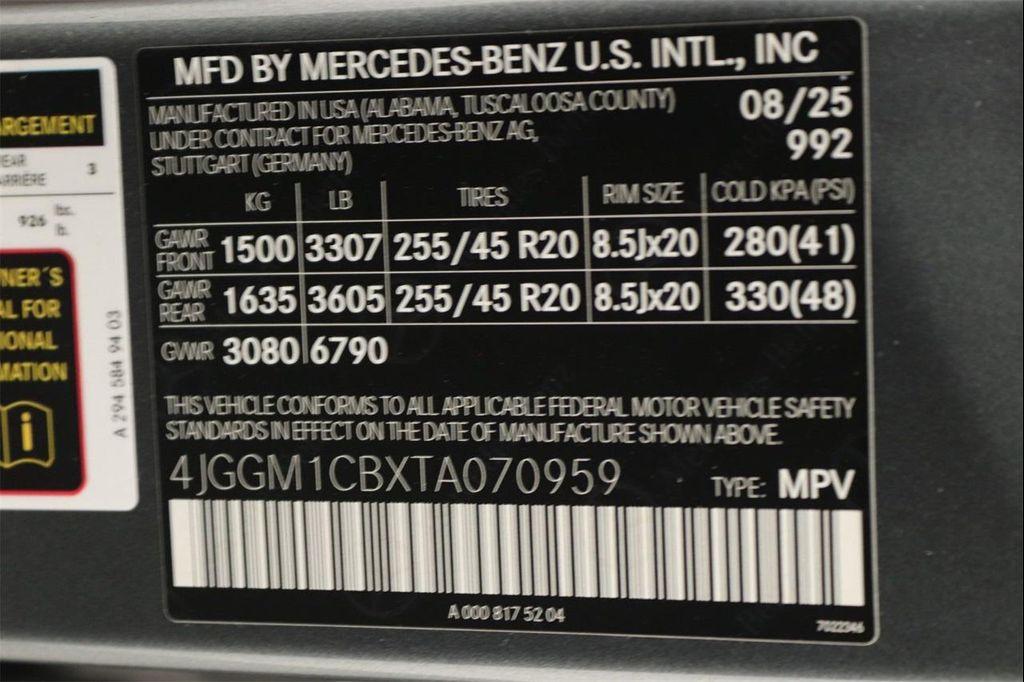 MFD BY MERCEDES-BENZ U.S. INTL., INC
MANUFACTURED IN USA (ALABAMA, TUSCALOOSA COUNTY)
UNDER CONTRACT FOR MERCEDES-BENZ AG,
STUTTGART (GERMANY)
08/25
992
KG LB TIRES RIM SIZE COLD KPA (PSI)
GAWR FRONT 1500 3307 255/45 R20 8.5Jx20 280(41)
GAWR REAR 1635 3605 255/45 R20 8.5Jx20 330(48)
GVWR 3080 6790
THIS VEHICLE CONFORMS TO ALL APPLICABLE FEDERAL MOTOR VEHICLE SAFETY
STANDARDS IN EFFECT ON THE DATE OF MANUFACTURE SHOWN ABOVE.
4JGGM1CBXTA070959 TYPE: MPV
A 000 817 52 04
7022346
ARGEMENT
EAR 3
ARRIÈRE
926 lbs.
lb.
NER´S
AL FOR
IONAL
MATION
A 294 584 94 03